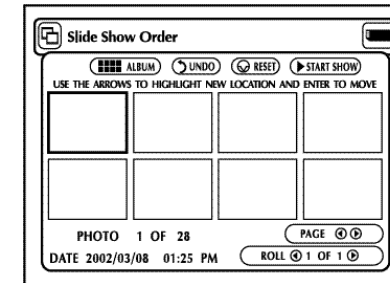 Slide Show Order
ALBUM UNDO RESET START SHOW
USE THE ARROWS TO HIGHLIGHT NEW LOCATION AND ENTER TO MOVE
PHOTO 1 OF 28 PAGE
DATE 2002/03/08 01:25 PM ROLL 1 OF 1